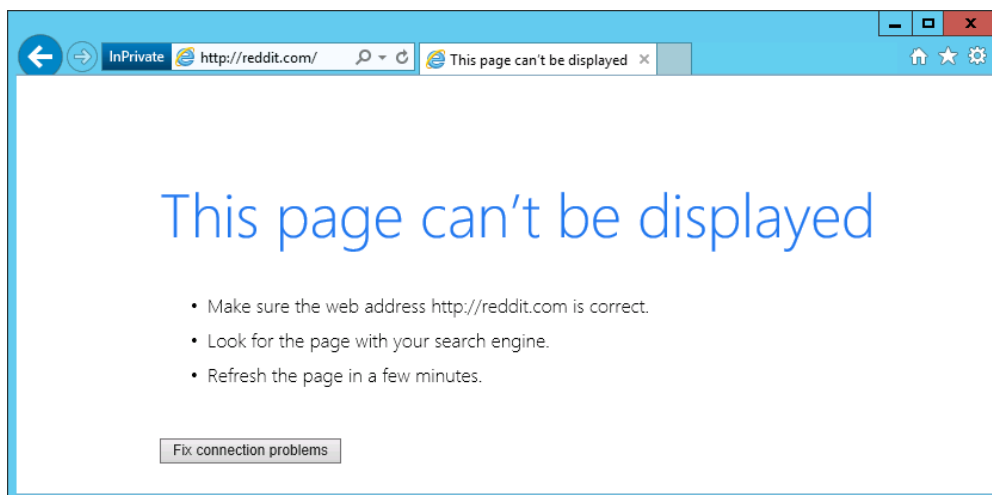 InPrivate http://reddit.com/ This page can't be displayed
This page can't be displayed
• Make sure the web address http://reddit.com is correct.
• Look for the page with your search engine.
• Refresh the page in a few minutes.
Fix connection problems